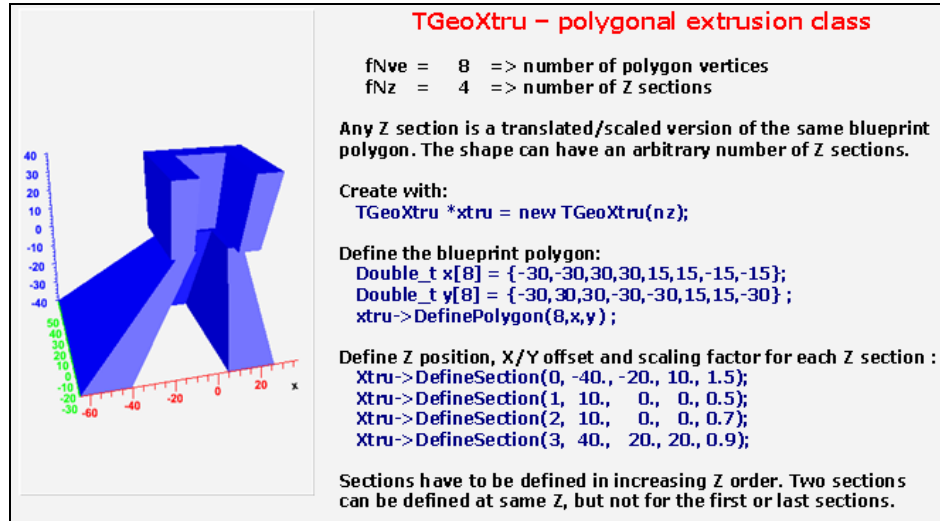 TGeoXtru – polygonal extrusion class
fNve = 8 => number of polygon vertices
fNz = 4 => number of Z sections
Any Z section is a translated/scaled version of the same blueprint
polygon. The shape can have an arbitrary number of Z sections.
Create with:
TGeoXtru *xtru = new TGeoXtru(nz);
Define the blueprint polygon:
Double_t x[8] = {-30,-30,30,30,15,15,-15,-15};
Double_t y[8] = {-30,30,30,-30,-30,15,15,-30} ;
xtru->DefinePolygon(8,x,y) ;
Define Z position, X/Y offset and scaling factor for each Z section :
Xtru->DefineSection(0, -40., -20., 10., 1.5);
Xtru->DefineSection(1, 10., 0., 0., 0.5);
Xtru->DefineSection(2, 10., 0., 0., 0.7);
Xtru->DefineSection(3, 40., 20., 20., 0.9);
Sections have to be defined in increasing Z order. Two sections
can be defined at same Z, but not for the first or last sections.
40
30
20
10
0
-10
-20
-30
-40
50
40
30
20
10
0
-10
-20
-30
-60
-40
-20
0
20
x